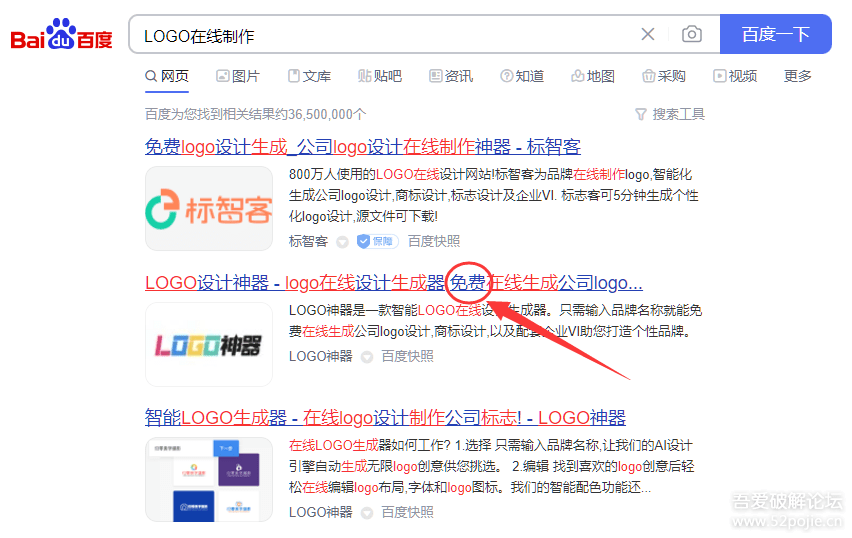 Bai du 百度
LOGO在线制作
百度一下
网页 图片 文库 贴吧 资讯 知道 地图 采购 视频 更多
百度为您找到相关结果约36,500,000个
搜索工具
免费logo设计生成_公司logo设计在线制作神器 - 标智客
标智客
800万人使用的LOGO在线设计网站!标智客为品牌在线制作logo,智能化
生成公司logo设计,商标设计,标志设计及企业VI. 标志客可5分钟生成个性
化logo设计,源文件可下载!
标智客 保障 百度快照
LOGO设计神器 - logo在线设计生成器 免费在线生成公司logo...
LOGO神器
LOGO神器是一款智能LOGO在线设计生成器。只需输入品牌名称就能免
费在线生成公司logo设计,商标设计,以及配套企业VI助您打造个性品牌。
LOGO神器 百度快照
智能LOGO生成器 - 在线logo设计制作公司标志! - LOGO神器
在线LOGO生成器如何工作? 1.选择 只需输入品牌名称,让我们的AI设计
引擎自动生成无限logo创意供您挑选。 2.编辑 找到喜欢的logo创意后轻
松在线编辑logo布局,字体和logo图标。我们的智能配色功能还...
LOGO神器 百度快照
吾爱破解论坛
www.52pojie.cn